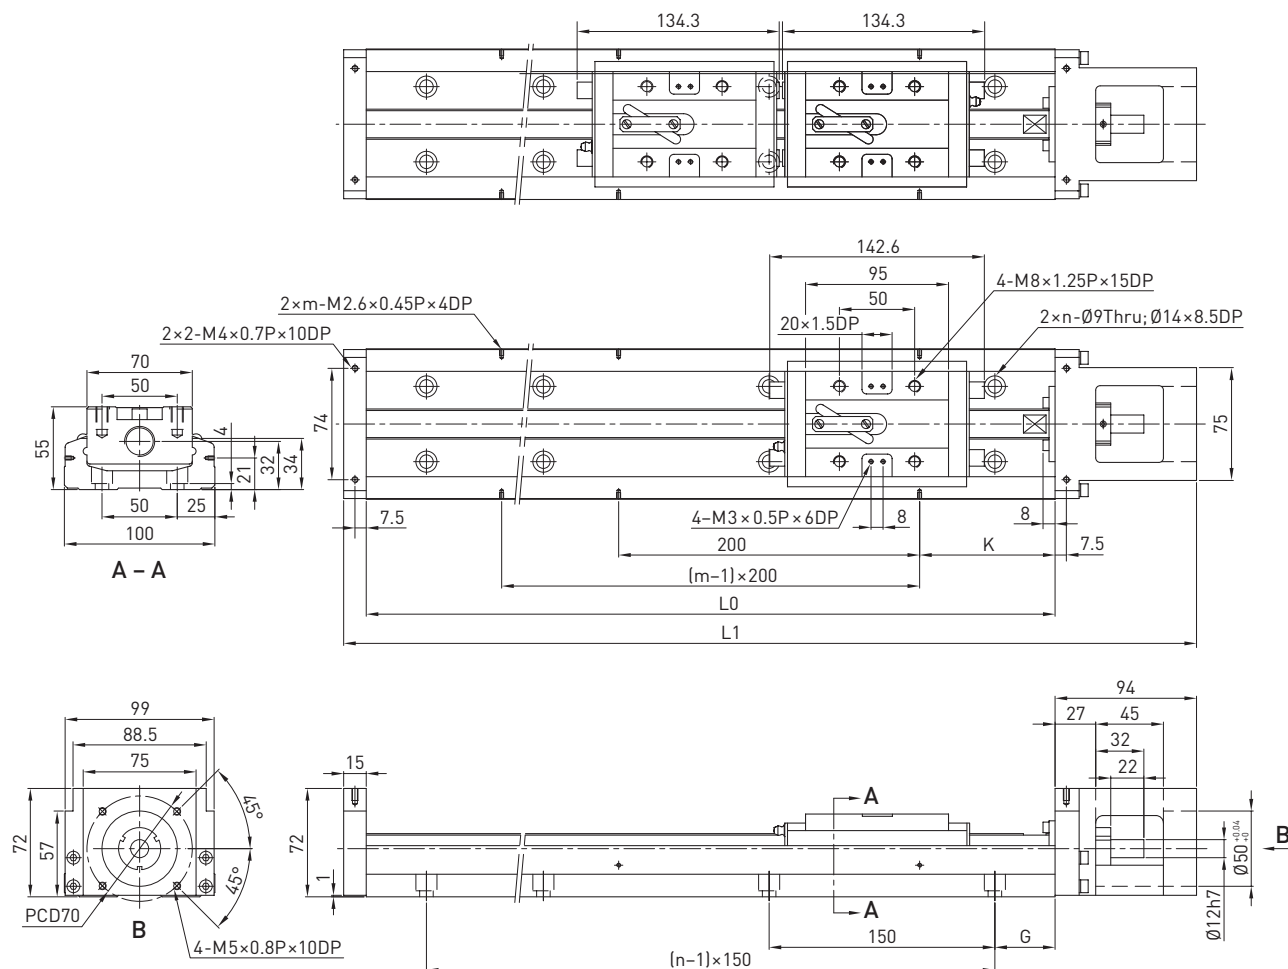 134.3
134.3
142.6
95
4-M8×1.25P×15DP
50
2×m-M2.6×0.45P×4DP
20×1.5DP
2×n-Ø9Thru; Ø14×8.5DP
2×2-M4×0.7P×10DP
70
50
4
55
21
32
34
74
75
50
25
7.5
4–M3×0.5P×6DP
8
8
100
200
K
7.5
A – A
(m–1)×200
L0
L1
94
99
27
45
88.5
32
75
15
22
A
45°
72
57
72
Ø50 +0.04 +0
B
45°
1
PCD70
B
A
Ø12h7
4-M5×0.8P×10DP
150
G
(n–1)×150